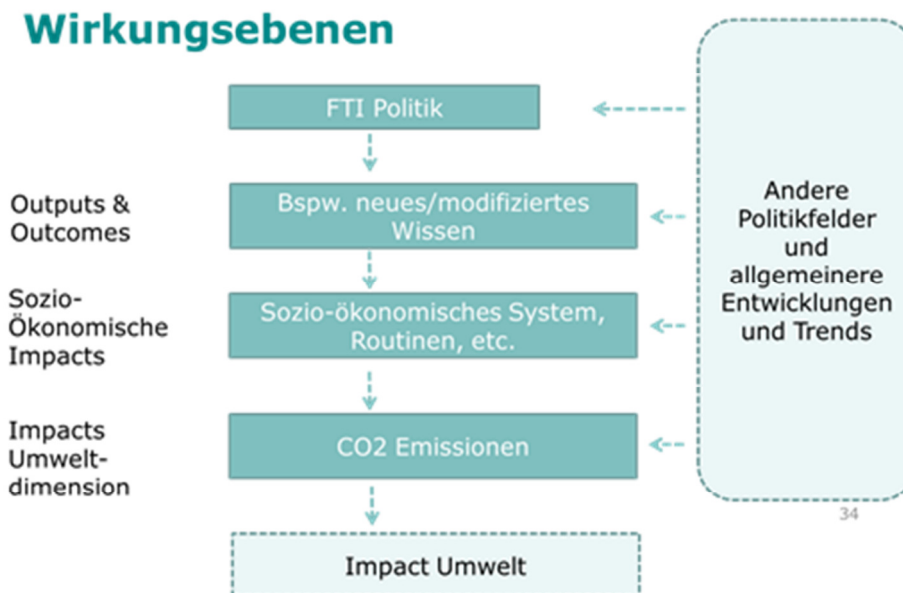 Wirkungsebenen
FTI Politik
Outputs &
Outcomes
Bspw. neues/modifiziertes
Wissen
Sozio-
Ökonomische
Impacts
Sozio-ökonomisches System,
Routinen, etc.
Impacts
Umwelt-
dimension
CO2 Emissionen
Impact Umwelt
Andere
Politikfelder
und
allgemeinere
Entwicklungen
und Trends
34